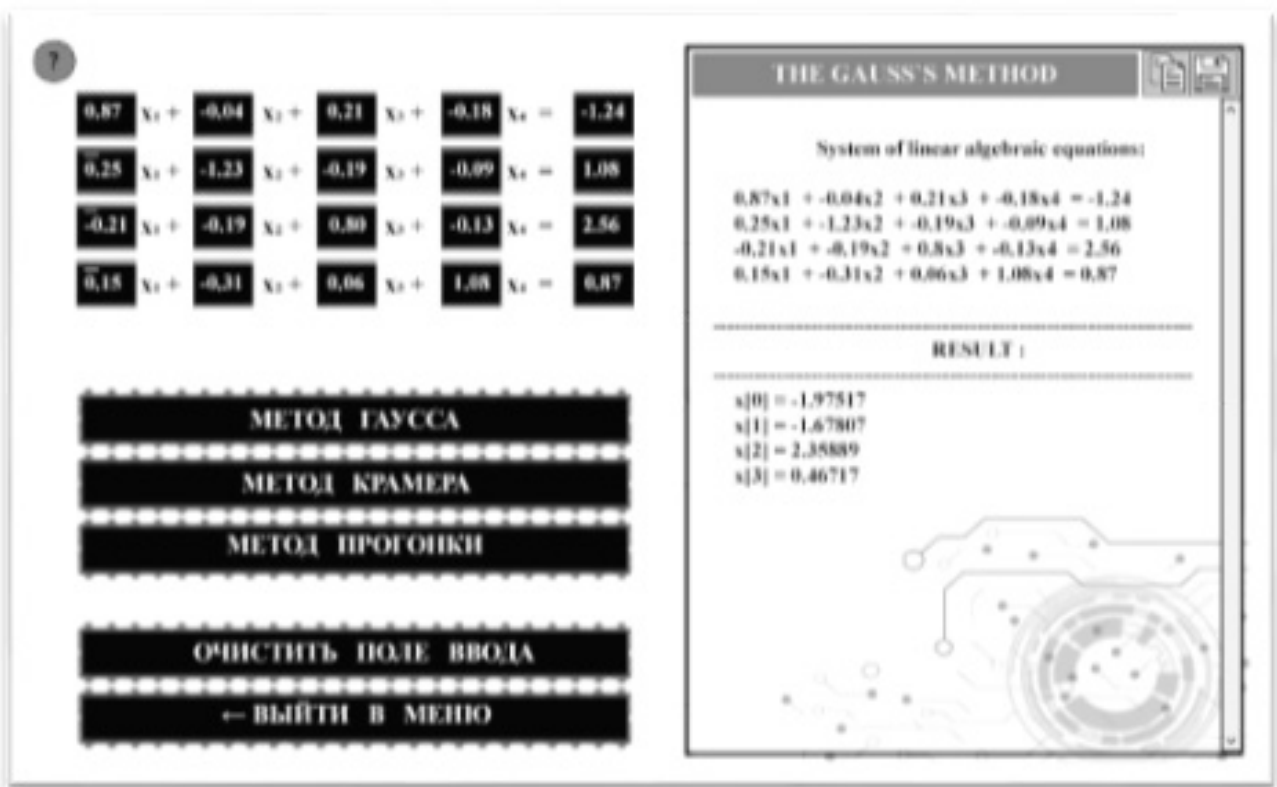 ?
0,87 x₁ + -0,04 x₂ + 0,21 x₃ + -0,18 x₄ = -1.24
0,25 x₁ + -1,23 x₂ + -0,19 x₃ + -0,09 x₄ = 1.08
-0,21 x₁ + -0,19 x₂ + 0,80 x₃ + -0,13 x₄ = 2.56
0,15 x₁ + -0,31 x₂ + 0,06 x₃ + 1,08 x₄ = 0,87
МЕТОД ГАУССА
МЕТОД КРАМЕРА
МЕТОД ПРОГОНКИ
ОЧИСТИТЬ ПОЛЕ ВВОДА
← ВЫЙТИ В МЕНЮ
THE GAUSS`S METHOD
System of linear algebraic equations:
0,87x1 + -0,04x2 + 0,21x3 + -0,18x4 = -1,24
0,25x1 + -1,23x2 + -0,19x3 + -0,09x4 = 1,08
-0,21x1 + -0,19x2 + 0,8x3 + -0,13x4 = 2,56
0,15x1 + -0,31x2 + 0,06x3 + 1,08x4 = 0,87
RESULT :
x[0] = -1,97517
x[1] = -1,67807
x[2] = 2,35889
x[3] = 0,46717